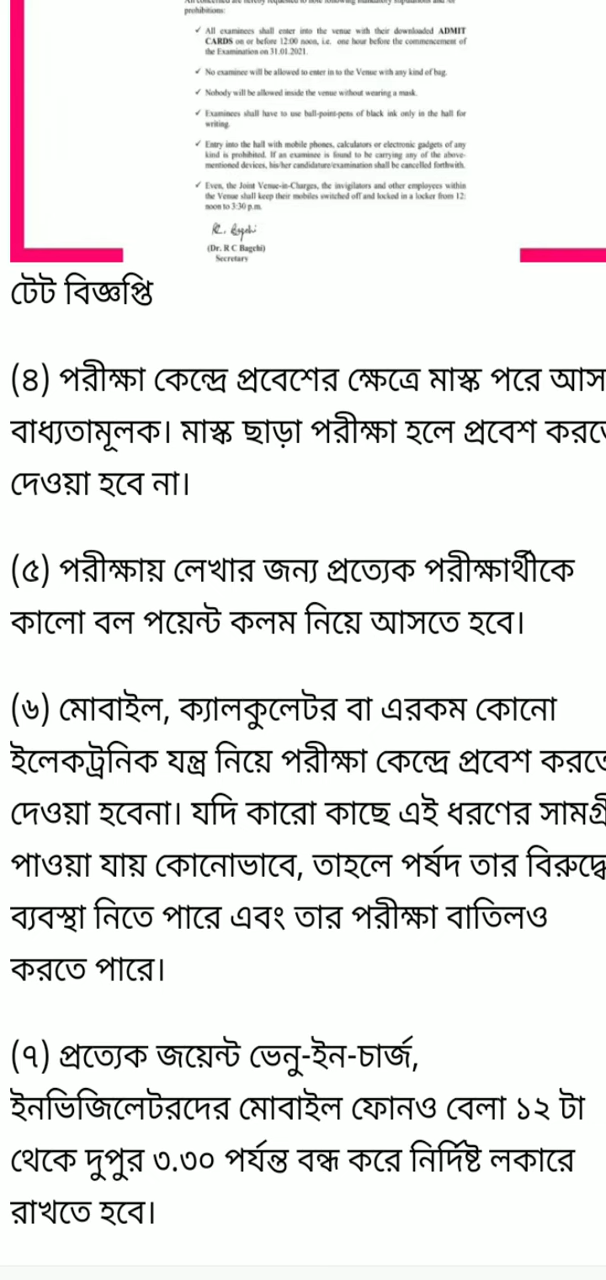 prohibitions:
✓ All examinees shall enter into the venue with their downloaded ADMIT
CARDS on or before 12:00 noon, i.e. one hour before the commencement of
the Examination on 31.01.2021.
✓ No examinee will be allowed to enter in to the Venue with any kind of bag.
✓ Nobody will be allowed inside the venue without wearing a mask.
✓ Examinees shall have to use ball-point-pens of black ink only in the hall for
writing.
✓ Entry into the hall with mobile phones, calculators or electronic gadgets of any
kind is prohibited. If an examinee is found to be carrying any of the above-
mentioned devices, his/her candidature/examination shall be cancelled forthwith.
✓ Even, the Joint Venue-in-Charges, the invigilators and other employees within
the Venue shall keep their mobiles switched off and locked in a locker from 12:
noon to 3:30 p.m.
R. Bagchi
(Dr. R C Bagchi)
Secretary
টেট বিজ্ঞপ্তি
(৪) পরীক্ষা কেন্দ্রে প্রবেশের ক্ষেত্রে মাস্ক পরে আস
বাধ্যতামূলক। মাস্ক ছাড়া পরীক্ষা হলে প্রবেশ করতে
দেওয়া হবে না।
(৫) পরীক্ষায় লেখার জন্য প্রত্যেক পরীক্ষার্থীকে
কালো বল পয়েন্ট কলম নিয়ে আসতে হবে।
(৬) মোবাইল, ক্যালকুলেটর বা এরকম কোনো
ইলেকট্রনিক যন্ত্র নিয়ে পরীক্ষা কেন্দ্রে প্রবেশ করতে
দেওয়া হবেনা। যদি কারো কাছে এই ধরণের সামগ্রী
পাওয়া যায় কোনোভাবে, তাহলে পর্ষদ তার বিরুদ্ধে
ব্যবস্থা নিতে পারে এবং তার পরীক্ষা বাতিলও
করতে পারে।
(৭) প্রত্যেক জয়েন্ট ভেনু-ইন-চার্জ,
ইনভিজিলেটরদের মোবাইল ফোনও বেলা ১২ টা
থেকে দুপুর ৩.৩০ পর্যন্ত বন্ধ করে নির্দিষ্ট লকারে
রাখতে হবে।